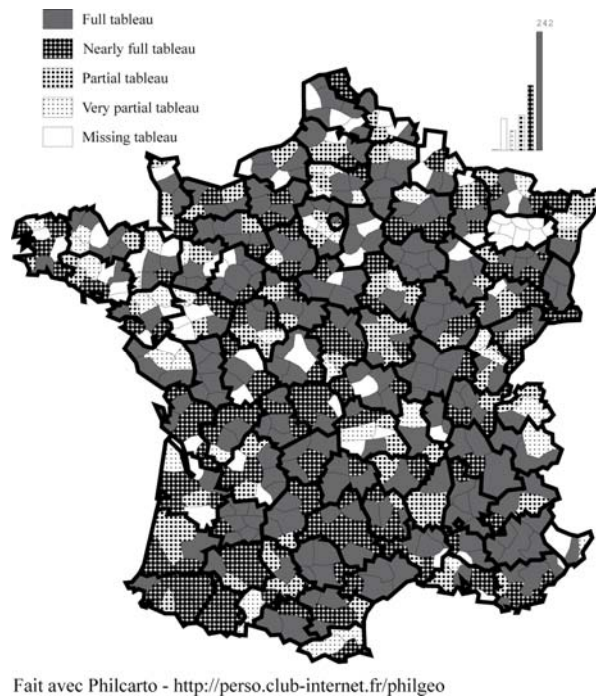 Full tableau
242
Nearly full tableau
Partial tableau
Very partial tableau
Missing tableau
Fait avec Philcarto - http://perso.club-internet.fr/philgeo